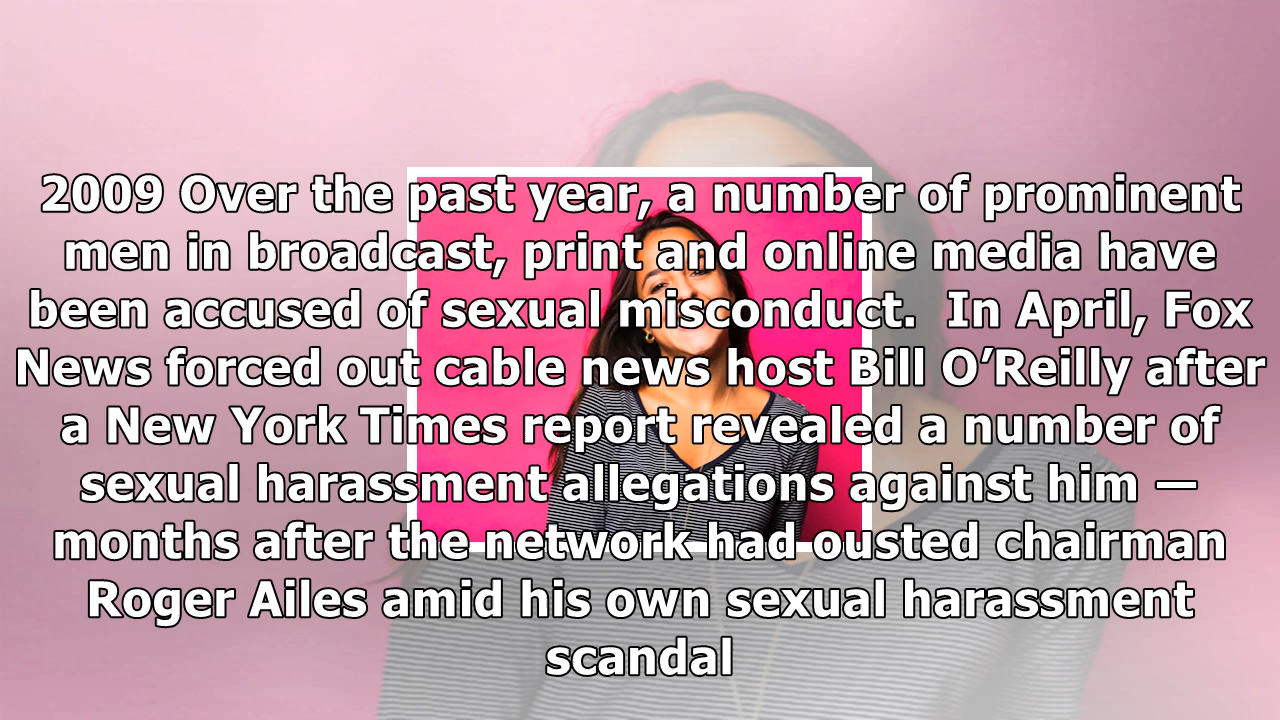 2009 Over the past year, a number of prominent
men in broadcast, print and online media have
been accused of sexual misconduct.  In April, Fox
News forced out cable news host Bill O’Reilly after
a New York Times report revealed a number of
sexual harassment allegations against him —
months after the network had ousted chairman
Roger Ailes amid his own sexual harassment
scandal